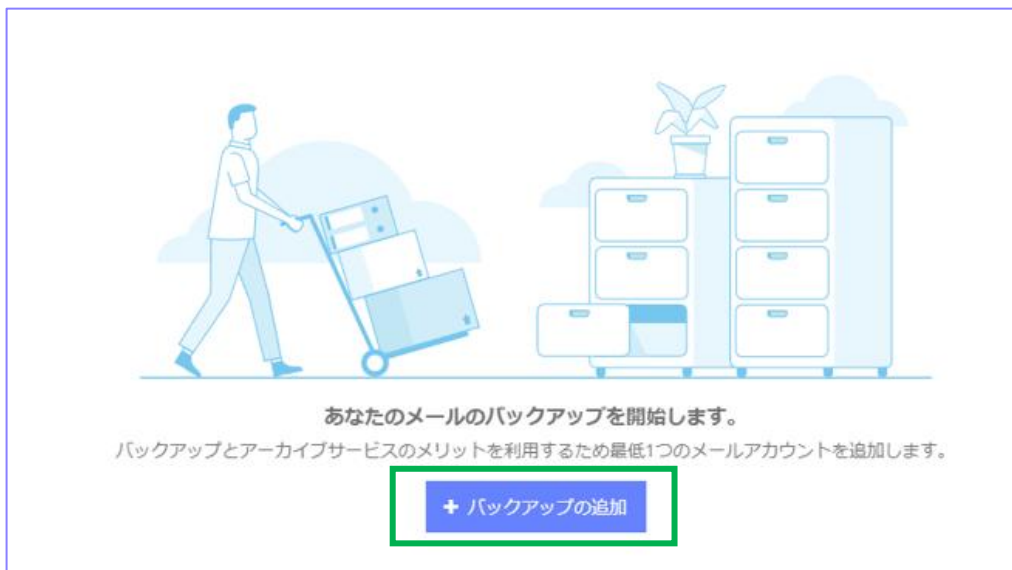 あなたのメールのバックアップを開始します。
バックアップとアーカイブサービスのメリットを利用するため最低1つのメールアカウントを追加します。
+ バックアップの追加